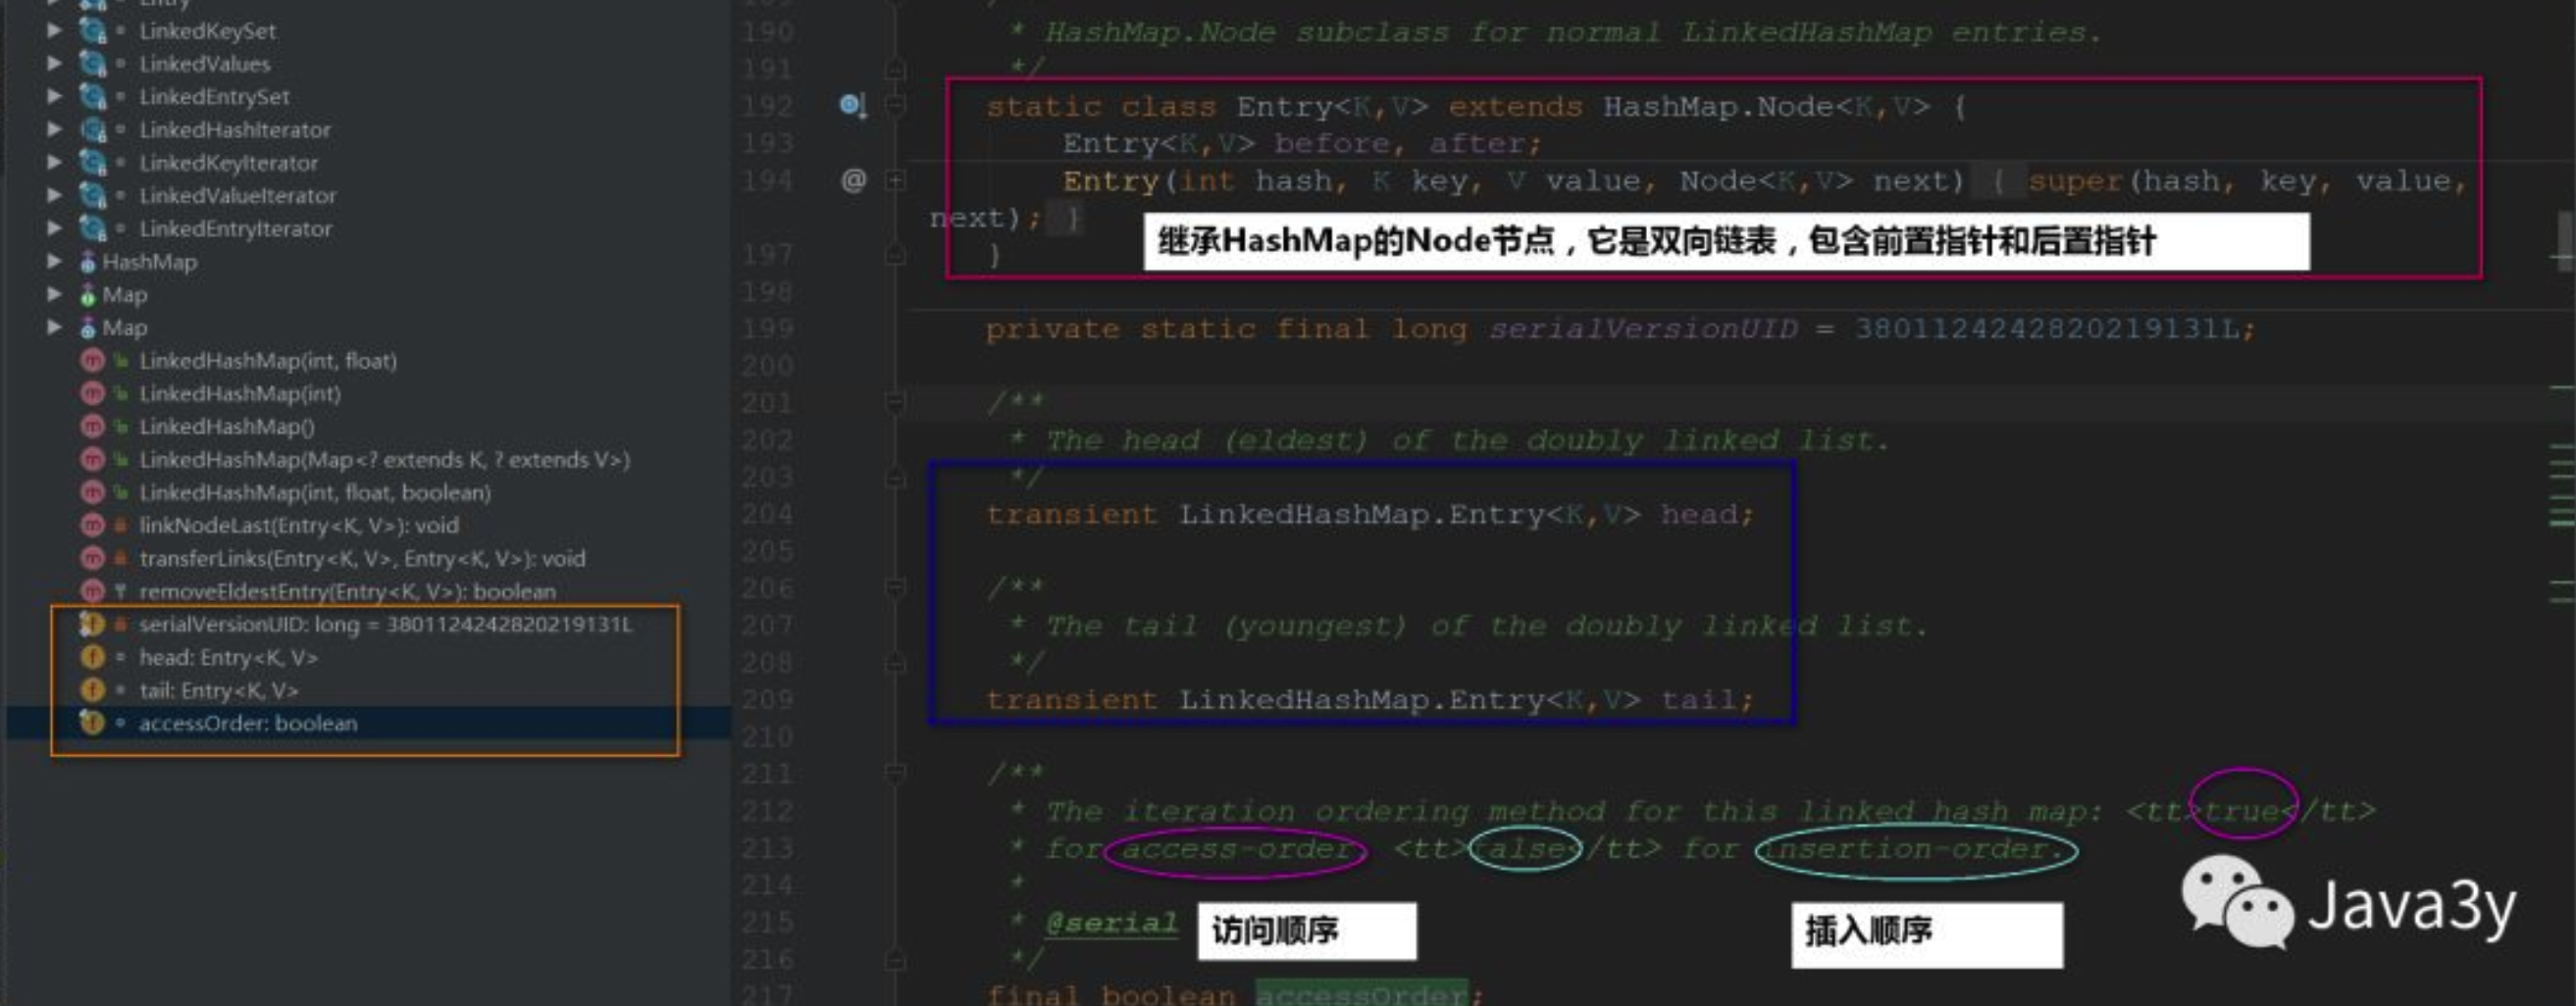 Entry
LinkedKeySet
LinkedValues
LinkedEntrySet
LinkedHashIterator
LinkedKeyIterator
LinkedValueIterator
LinkedEntryIterator
HashMap
Map
Map
LinkedHashMap(int, float)
LinkedHashMap(int)
LinkedHashMap()
LinkedHashMap(Map<? extends K, ? extends V>)
LinkedHashMap(int, float, boolean)
linkNodeLast(Entry<K, V>): void
transferLinks(Entry<K, V>, Entry<K, V>): void
removeEldestEntry(Entry<K, V>): boolean
serialVersionUID: long = 3801124242820219131L
head: Entry<K, V>
tail: Entry<K, V>
accessOrder: boolean
189 /**
190 * HashMap.Node subclass for normal LinkedHashMap entries.
191 */
192 static class Entry<K,V> extends HashMap.Node<K,V> {
193 Entry<K,V> before, after;
194 @ Entry(int hash, K key, V value, Node<K,V> next) { super(hash, key, value,
next); }
继承HashMap的Node节点，它是双向链表，包含前置指针和后置指针
197 }
198
199 private static final long serialVersionUID = 3801124242820219131L;
200
201 /**
202 * The head (eldest) of the doubly linked list.
203 */
204 transient LinkedHashMap.Entry<K,V> head;
205
206 /**
207 * The tail (youngest) of the doubly linked list.
208 */
209 transient LinkedHashMap.Entry<K,V> tail;
210
211 /**
212 * The iteration ordering method for this linked hash map: <tt>true</tt>
213 * for access-order, <tt>false</tt> for insertion-order.
214 *
215 * @serial 访问顺序 插入顺序
216 */
217 final boolean accessOrder;
Java3y